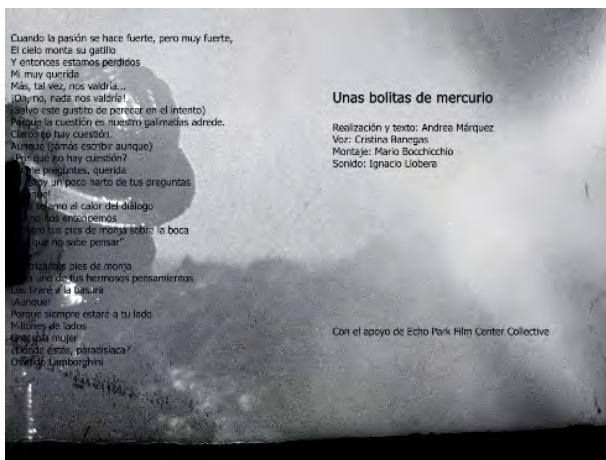 Cuando la pasión se hace fuerte, pero muy fuerte,
El cielo monta su gatillo
Y entonces estamos perdidos
Mi muy querida
Más, tal vez, nos valdría...
¡Oh, no, nada nos valdría!
(Salvo este gustito de perecer en el intento)
Porque la cuestión es nuestro galimatías adrede.
Claro: no hay cuestión.
Aunque (jamás escribir aunque)
¿Por qué no hay cuestión?
me preguntes, querida
un poco harto de tus preguntas
al calor del diálogo
no nos entendemos
tus pies de monja sobre la boca
que no sabe pensar”
pies de monja
uno de tus hermosos pensamientos
Los tiraré a la basura
¡Aunque!
Porque siempre estaré a tu lado
Millones de lados
Una sola mujer
¿Dónde estás, paradisíaca?
Osvaldo Lamborghini
Unas bolitas de mercurio
Realización y texto: Andrea Márquez
Voz: Cristina Banegas
Montaje: Mario Bocchicchio
Sonido: Ignacio Llobera
Con el apoyo de Echo Park Film Center Collective